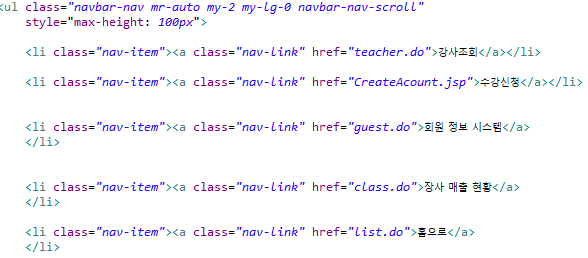 <ul class="navbar-nav mr-auto my-2 my-lg-0 navbar-nav-scroll"
style="max-height: 100px">
<li class="nav-item"><a class="nav-link" href="teacher.do">강사조회</a></li>
<li class="nav-item"><a class="nav-link" href="CreateAcount.jsp">수강신청</a></li>
<li class="nav-item"><a class="nav-link" href="guest.do">회원 정보 시스템</a>
</li>
<li class="nav-item"><a class="nav-link" href="class.do">장사 매출 현황</a>
</li>
<li class="nav-item"><a class="nav-link" href="list.do">홈으로</a>
</li>